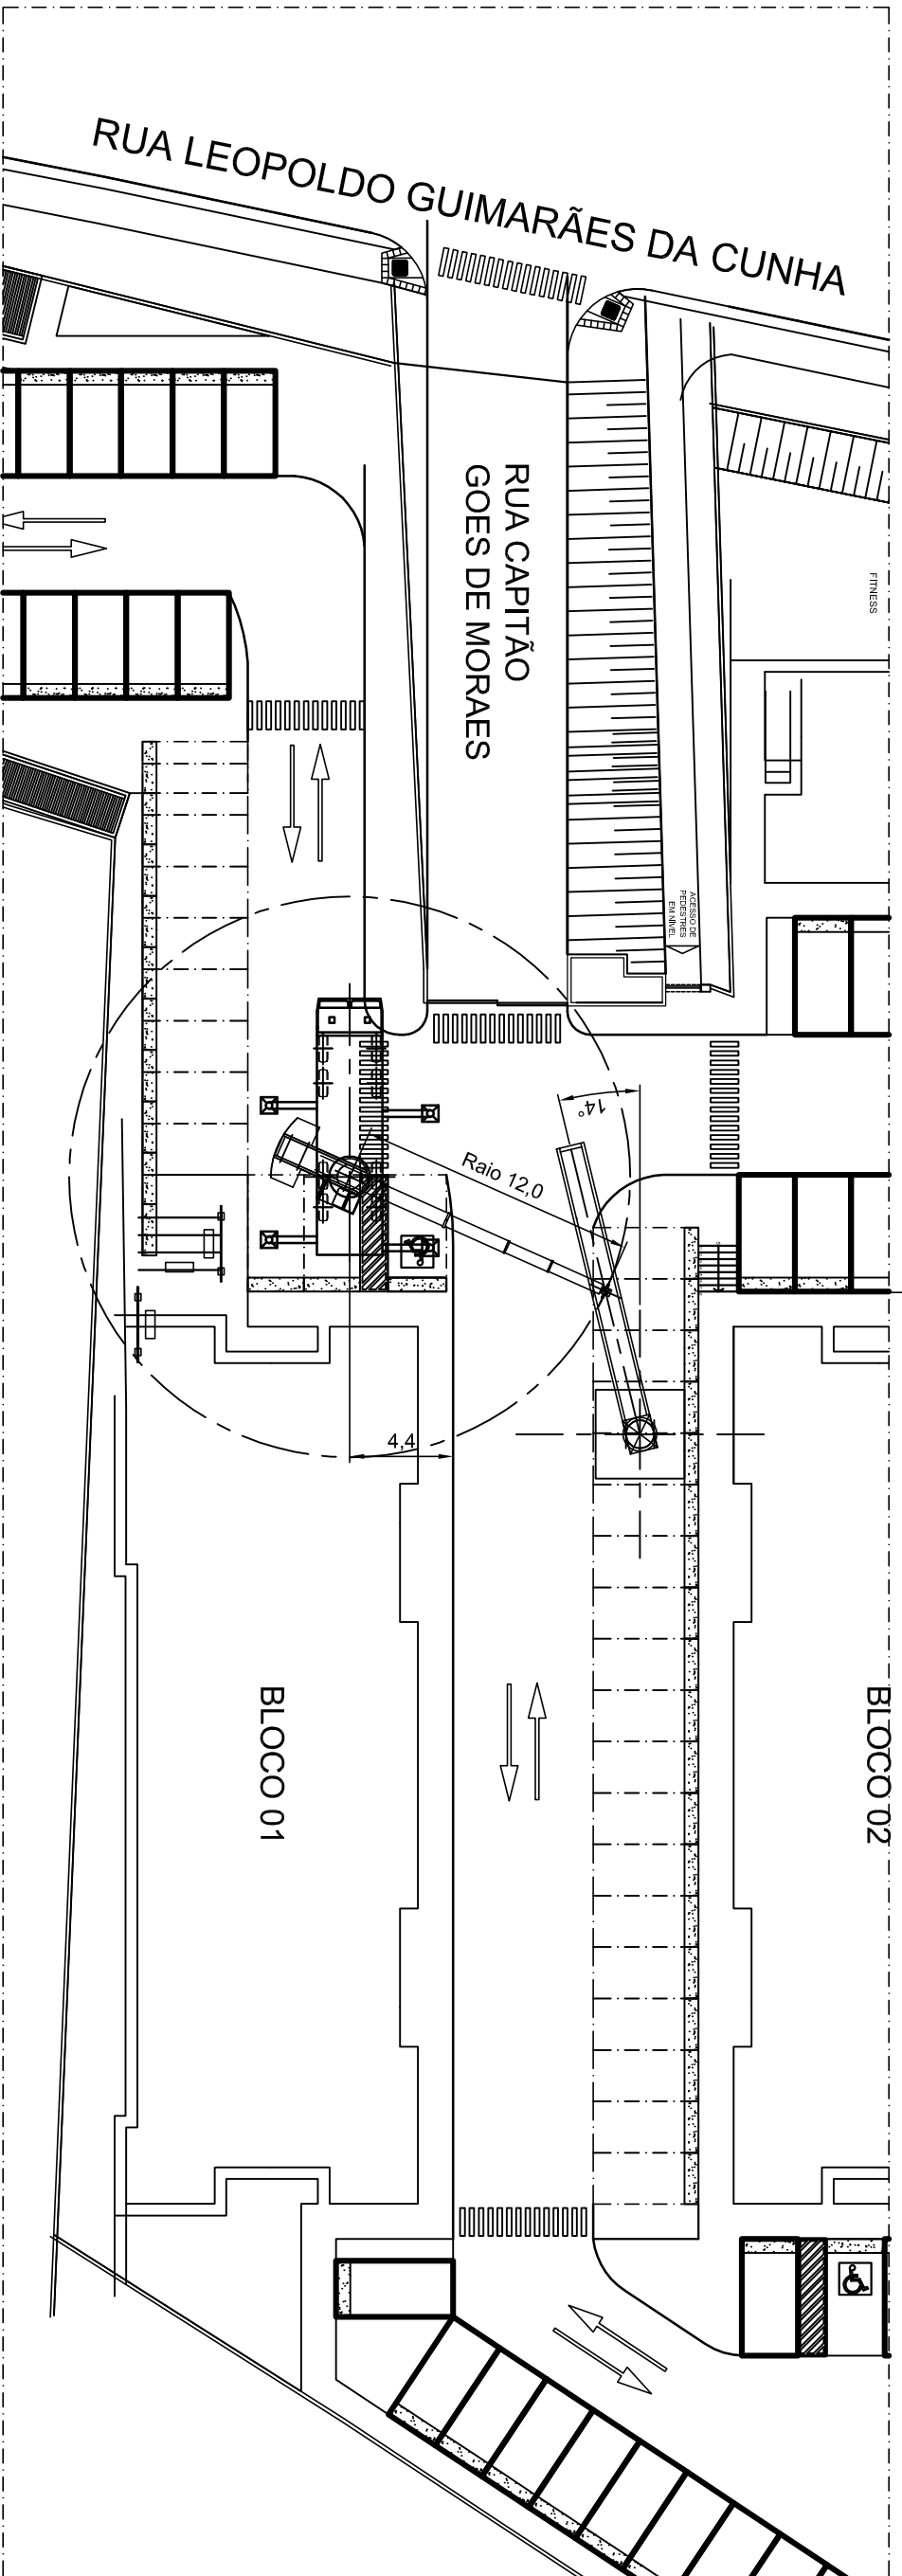 RUA LEOPOLDO GUIMARÃES DA CUNHA
RUA CAPITÃO
GOES DE MORAES
FITNESS
ACESSO DE
PEDESTRES
EM NÍVEL
14°
Raio 12,0
4,4
BLOCO 01
BLOCO 02